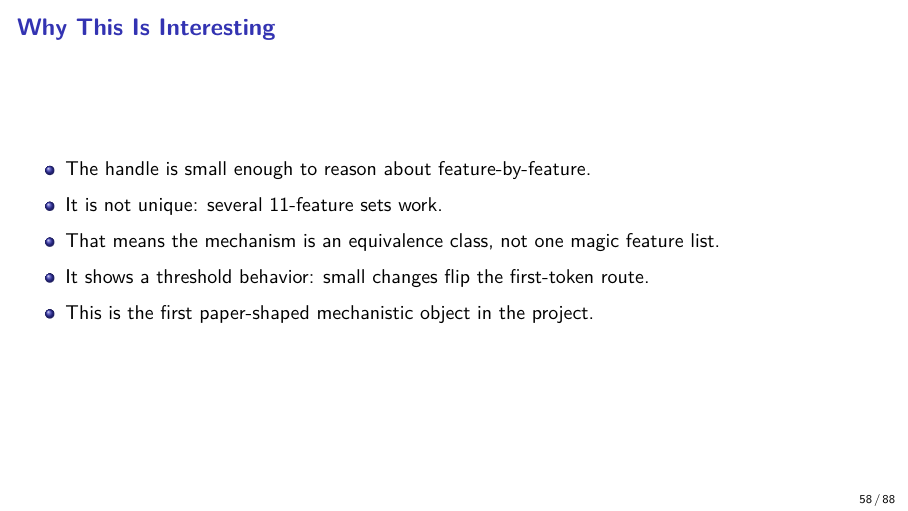 Why This Is Interesting
The handle is small enough to reason about feature-by-feature.
It is not unique: several 11-feature sets work.
That means the mechanism is an equivalence class, not one magic feature list.
It shows a threshold behavior: small changes flip the first-token route.
This is the first paper-shaped mechanistic object in the project.
58 / 88